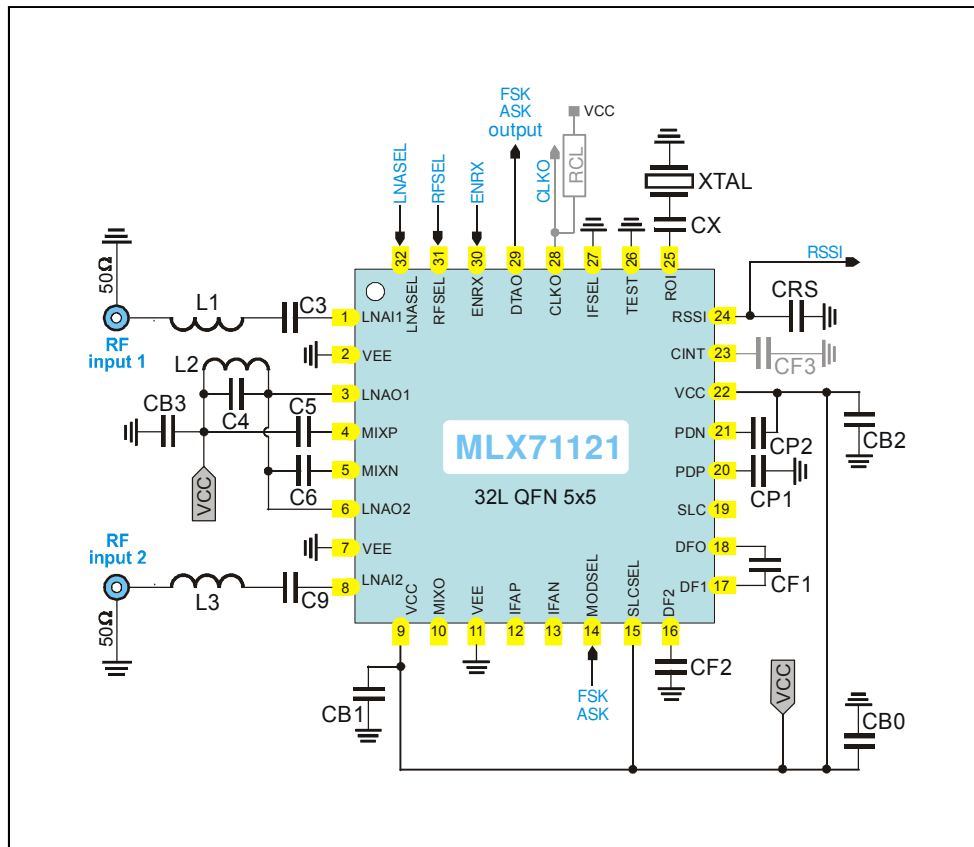 FSK
ASK
output
VCC
LNASEL
RFSEL
ENRX
CLKO
RCL
XTAL
CX
RSSI
32
31
30
29
28
27
26
25
LNASEL
RFSEL
ENRX
DTAO
CLKO
IFSEL
TEST
ROI
50Ω
L1
C3
RF
input 1
1
LNAI1
2
VEE
L2
C4
3
LNAO1
CB3
C5
4
MIXP
5
MIXN
C6
VCC
6
LNAO2
7
VEE
RF
input 2
8
LNAI2
L3
C9
50Ω
MLX71121
32L QFN 5x5
RSSI
24
CRS
CINT
23
CF3
VCC
22
PDN
21
CP2
CB2
PDP
20
CP1
SLC
19
DFO
18
CF1
DF1
17
VCC
MIXO
VEE
IFAP
IFAN
MODSEL
SLCSEL
DF2
9
10
11
12
13
14
15
16
CB1
FSK
ASK
CF2
VCC
CB0